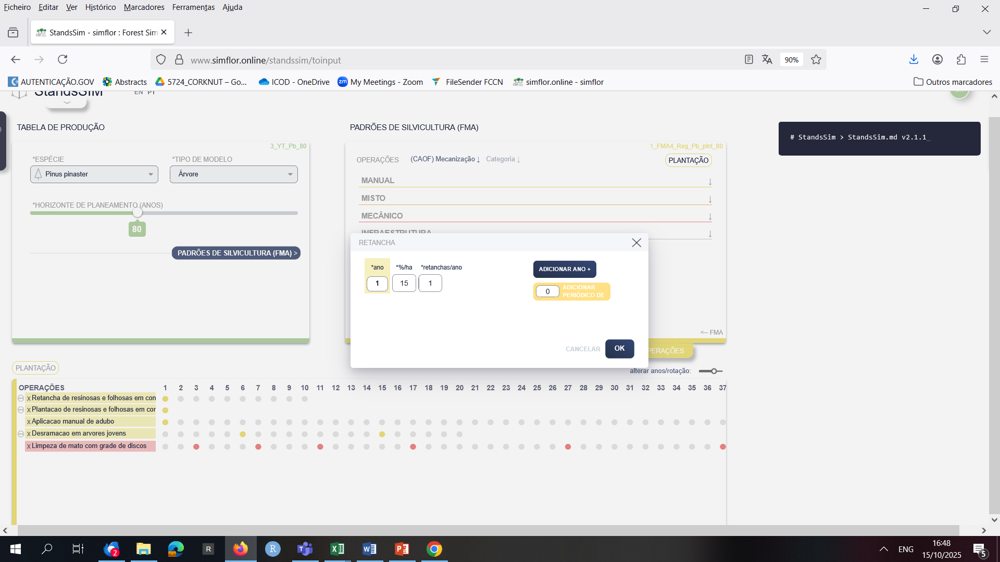 Ficheiro Editar Ver Histórico Marcadores Ferramentas Ajuda
StandsSim - simflor : Forest Sim
www.simflor.online/standssim/toinput
90%
AUTENTICAÇÃO.GOV Abstracts 5724_CORKNUT – Go... ICOD - OneDrive zm My Meetings - Zoom FileSender FCCN simflor.online - simflor Outros marcadores
StandsSim EN PT
TABELA DE PRODUÇÃO
3_YT_Pb_80
*ESPÉCIE *TIPO DE MODELO
Pinus pinaster Árvore
*HORIZONTE DE PLANEAMENTO (ANOS)
80
PADRÕES DE SILVICULTURA (FMA) >
PADRÕES DE SILVICULTURA (FMA)
1_FMA4_Reg_Pb_pInt_80
OPERAÇÕES (CAOF) Mecanização ↓ Categoria ↓ PLANTAÇÃO
MANUAL ↓
MISTO ↓
MECÂNICO ↓
INFRAESTRUTURA ↓
# StandsSim > StandsSim.md v2.1.1_
RETANCHA
*ano *%/ha *retanchas/ano
1 15 1
ADICIONAR ANO +
0 ADICIONAR
PERIÓDICO DE
CANCELAR OK
<-- FMA
PERAÇÕES
PLANTAÇÃO
alterar anos/rotação:
OPERAÇÕES 1 2 3 4 5 6 7 8 9 10 11 12 13 14 15 16 17 18 19 20 21 22 23 24 25 26 27 28 29 30 31 32 33 34 35 36 37
x Retancha de resinosas e folhosas em con
x Plantacao de resinosas e folhosas em cor
x Aplicacao manual de adubo
x Desramacao em arvores jovens
x Limpeza de mato com grade de discos
2 R R ENG
16:48
15/10/2025
5